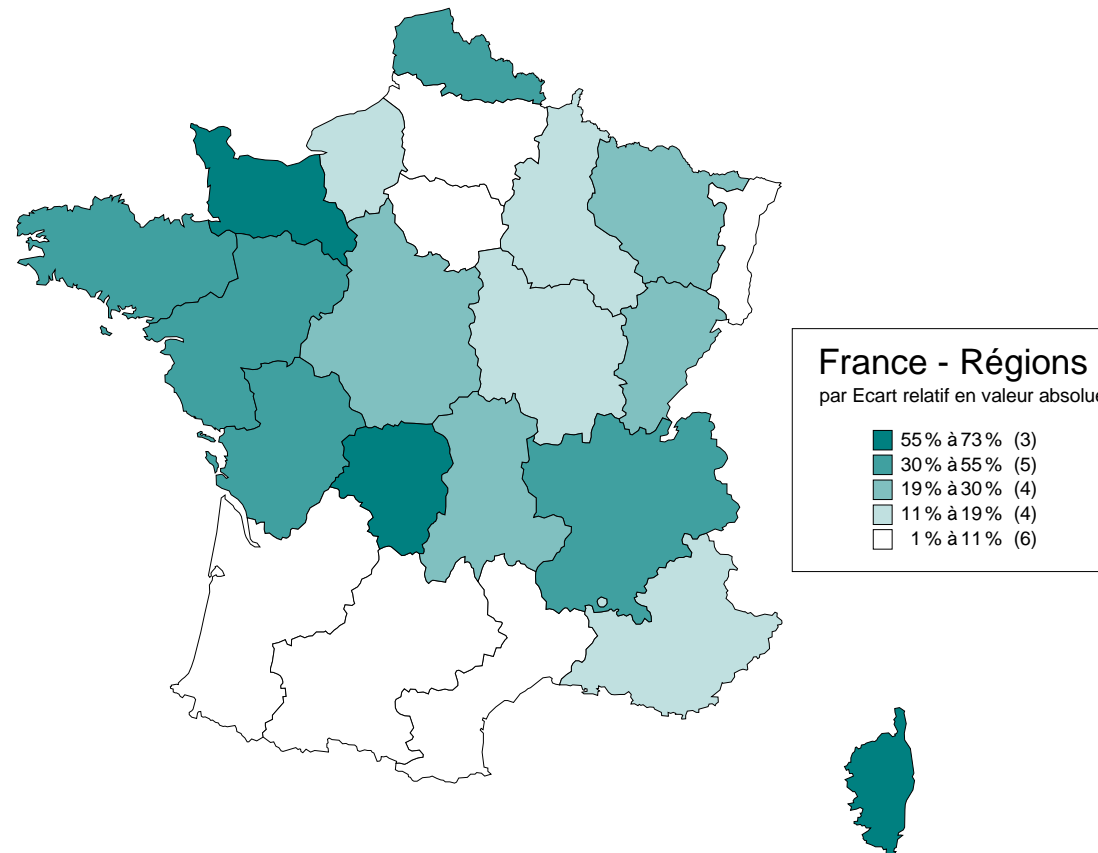 France - Régions
par Ecart relatif en valeur absolue
55 % à 73 % (3)
30 % à 55 % (5)
19 % à 30 % (4)
11 % à 19 % (4)
1 % à 11 % (6)